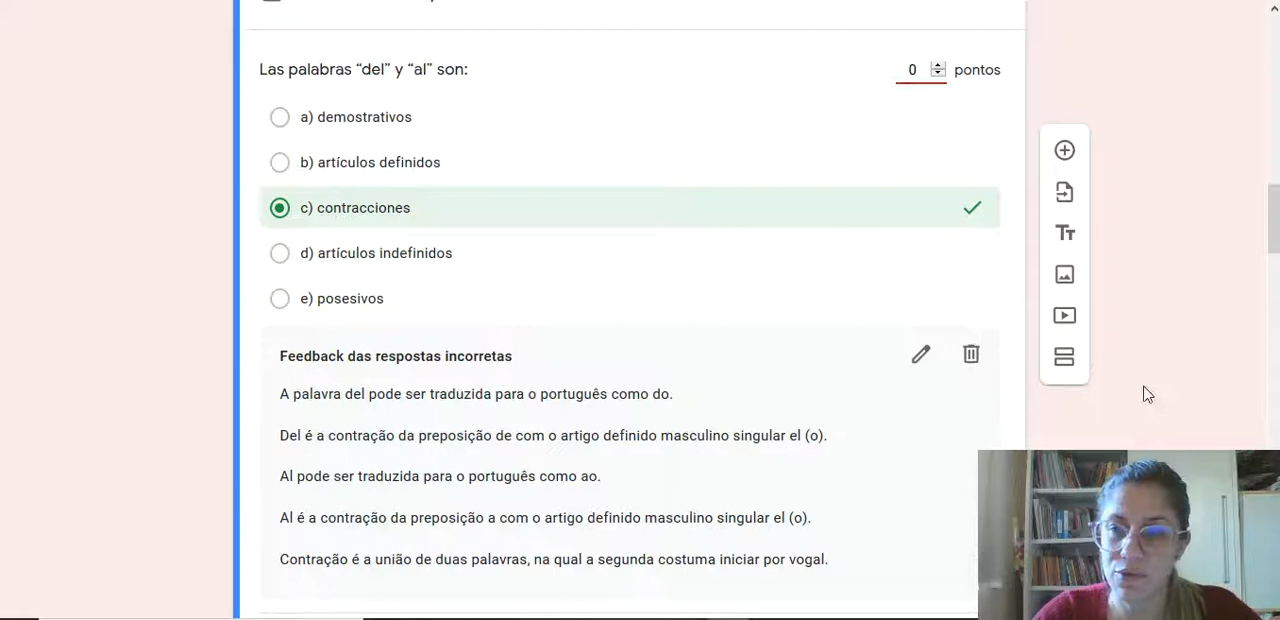 Las palabras “del” y “al” son:
0 pontos
a) demostrativos
b) artículos definidos
c) contracciones
d) artículos indefinidos
e) posesivos
Feedback das respostas incorretas
A palavra del pode ser traduzida para o português como do.
Del é a contração da preposição de com o artigo definido masculino singular el (o).
Al pode ser traduzida para o português como ao.
Al é a contração da preposição a com o artigo definido masculino singular el (o).
Contração é a união de duas palavras, na qual a segunda costuma iniciar por vogal.